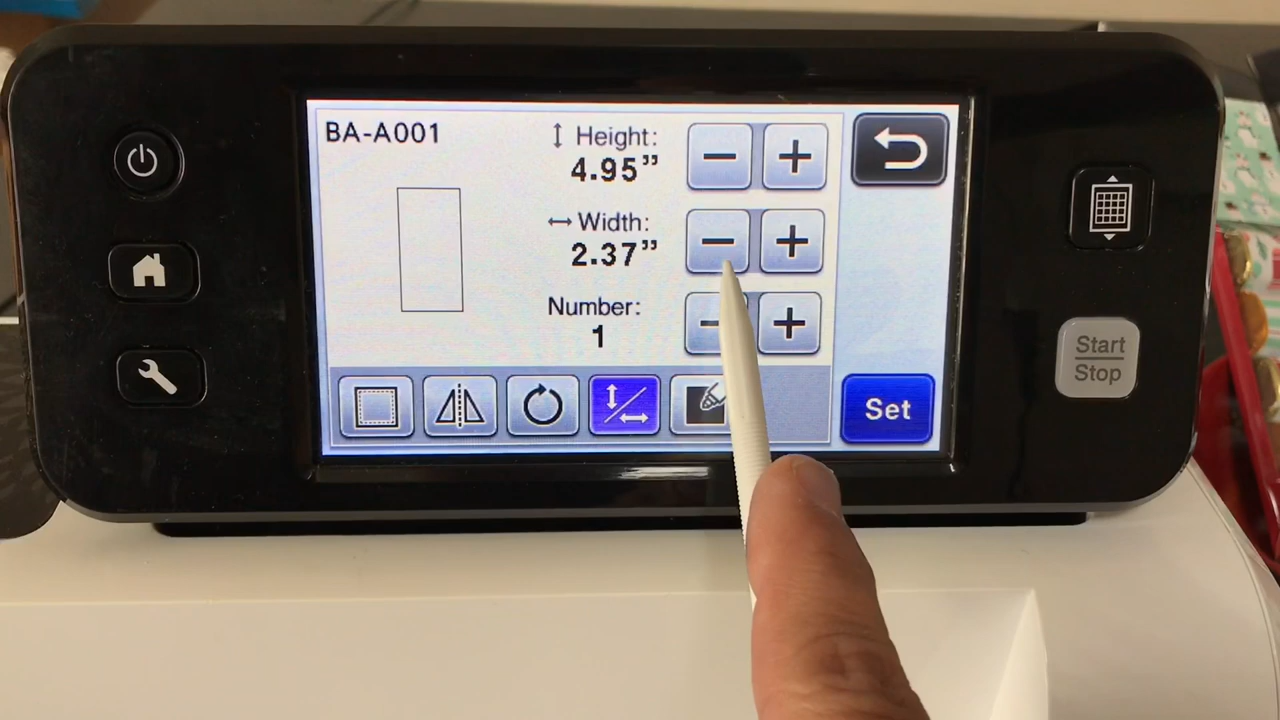 BA-A001
Height:
4.95”
Width:
2.37”
Number:
1
Set
Start
Stop